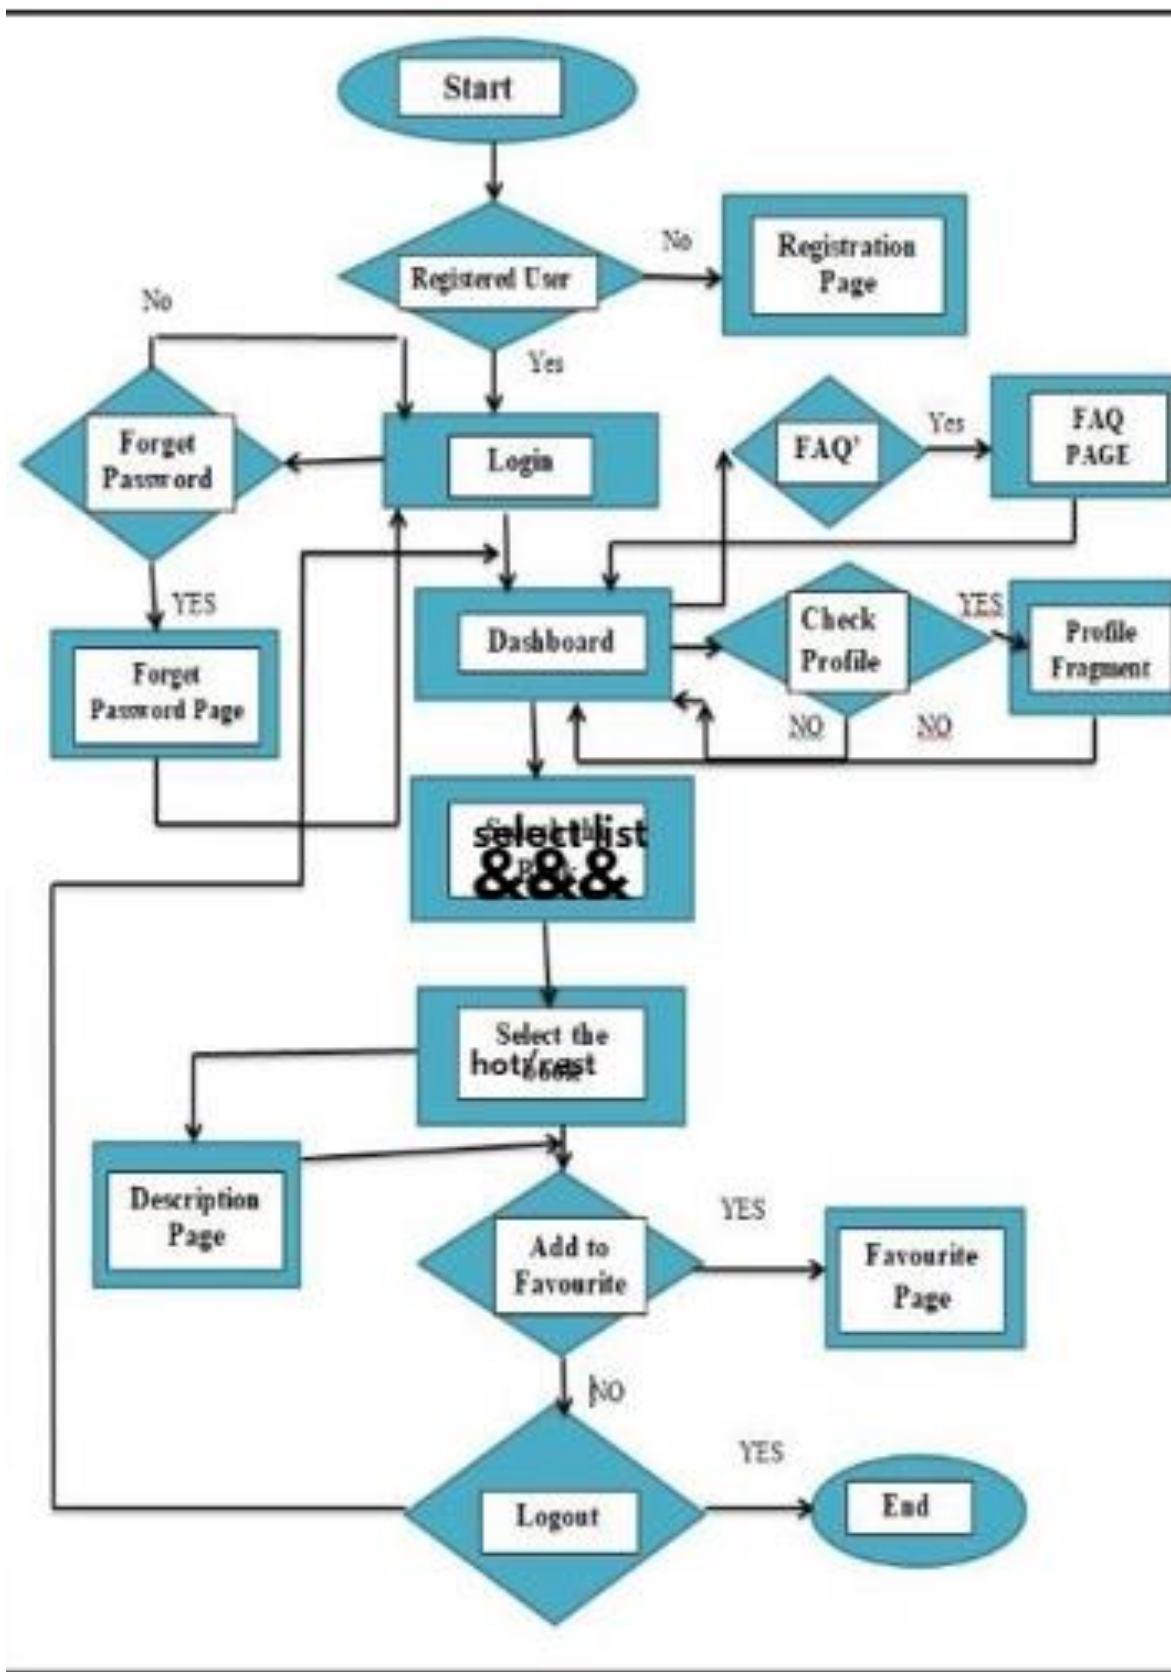 Start
Registered User
No
Registration
Page
Yes
No
Forget
Password
Login
FAQ'
Yes
FAQ
PAGE
YES
Forget
Password Page
Dashboard
Check
Profile
YES
Profile
Fragment
NO
NO
select list
&&&
Select the
hot/rest
Description
Page
Add to
Favourite
YES
Favourite
Page
NO
Logout
YES
End